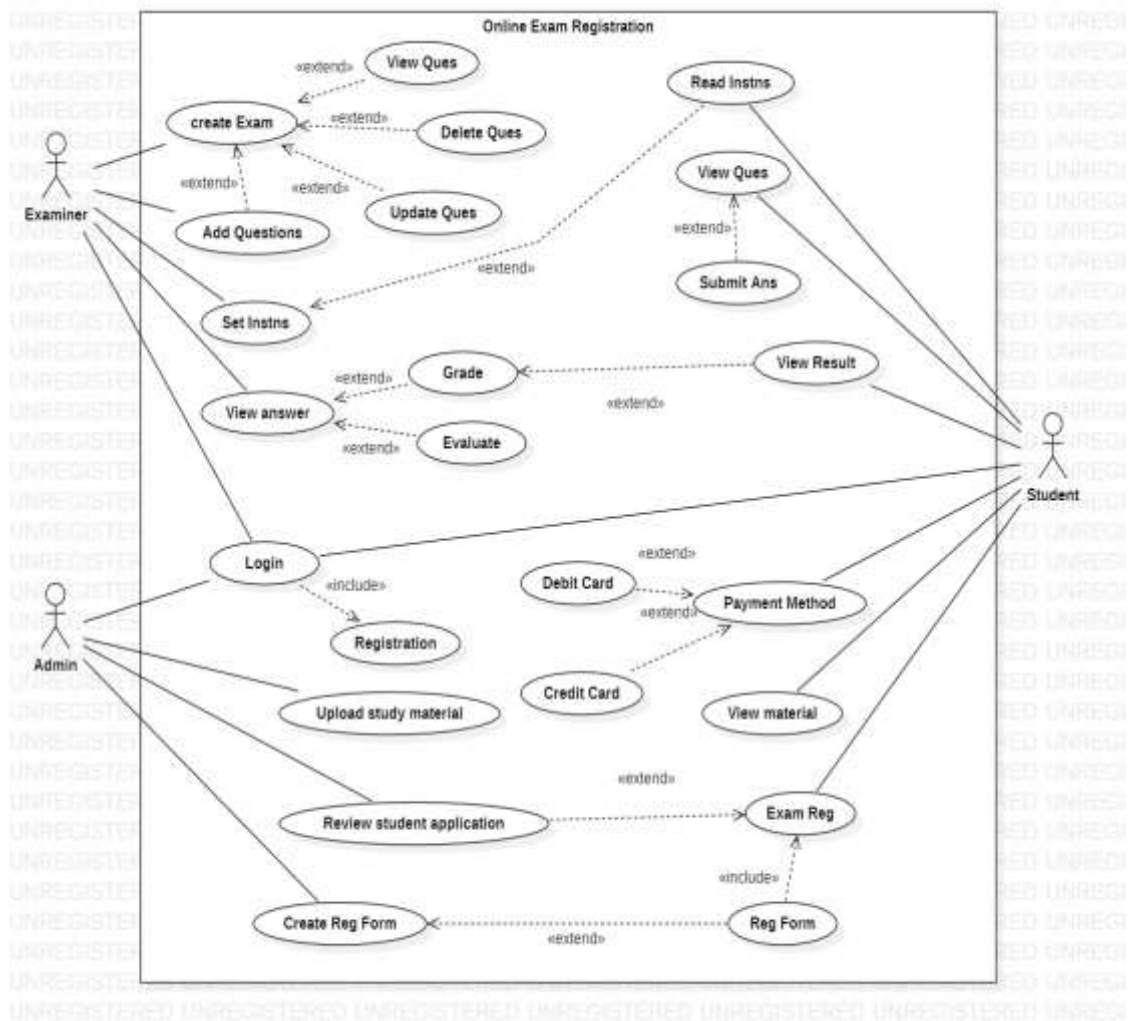 Online Exam Registration
View Ques
«extend»
Read Instns
create Exam
«extend»
Delete Ques
View Ques
«extend»
«extend»
Examiner
Update Ques
Add Questions
«extend»
«extend»
Submit Ans
Set Instns
View Result
Grade
«extend»
«extend»
View answer
«extend»
Evaluate
Student
Login
«extend»
«include»
Debit Card
Payment Method
«extend»
Registration
Admin
Credit Card
Upload study material
View material
«extend»
Review student application
Exam Reg
«include»
Create Reg Form
Reg Form
«extend»
UNREGISTERED UNREGISTERED UNREGISTERED UNREGISTERED UNREGISTERED UNREGISTERED UNREGI